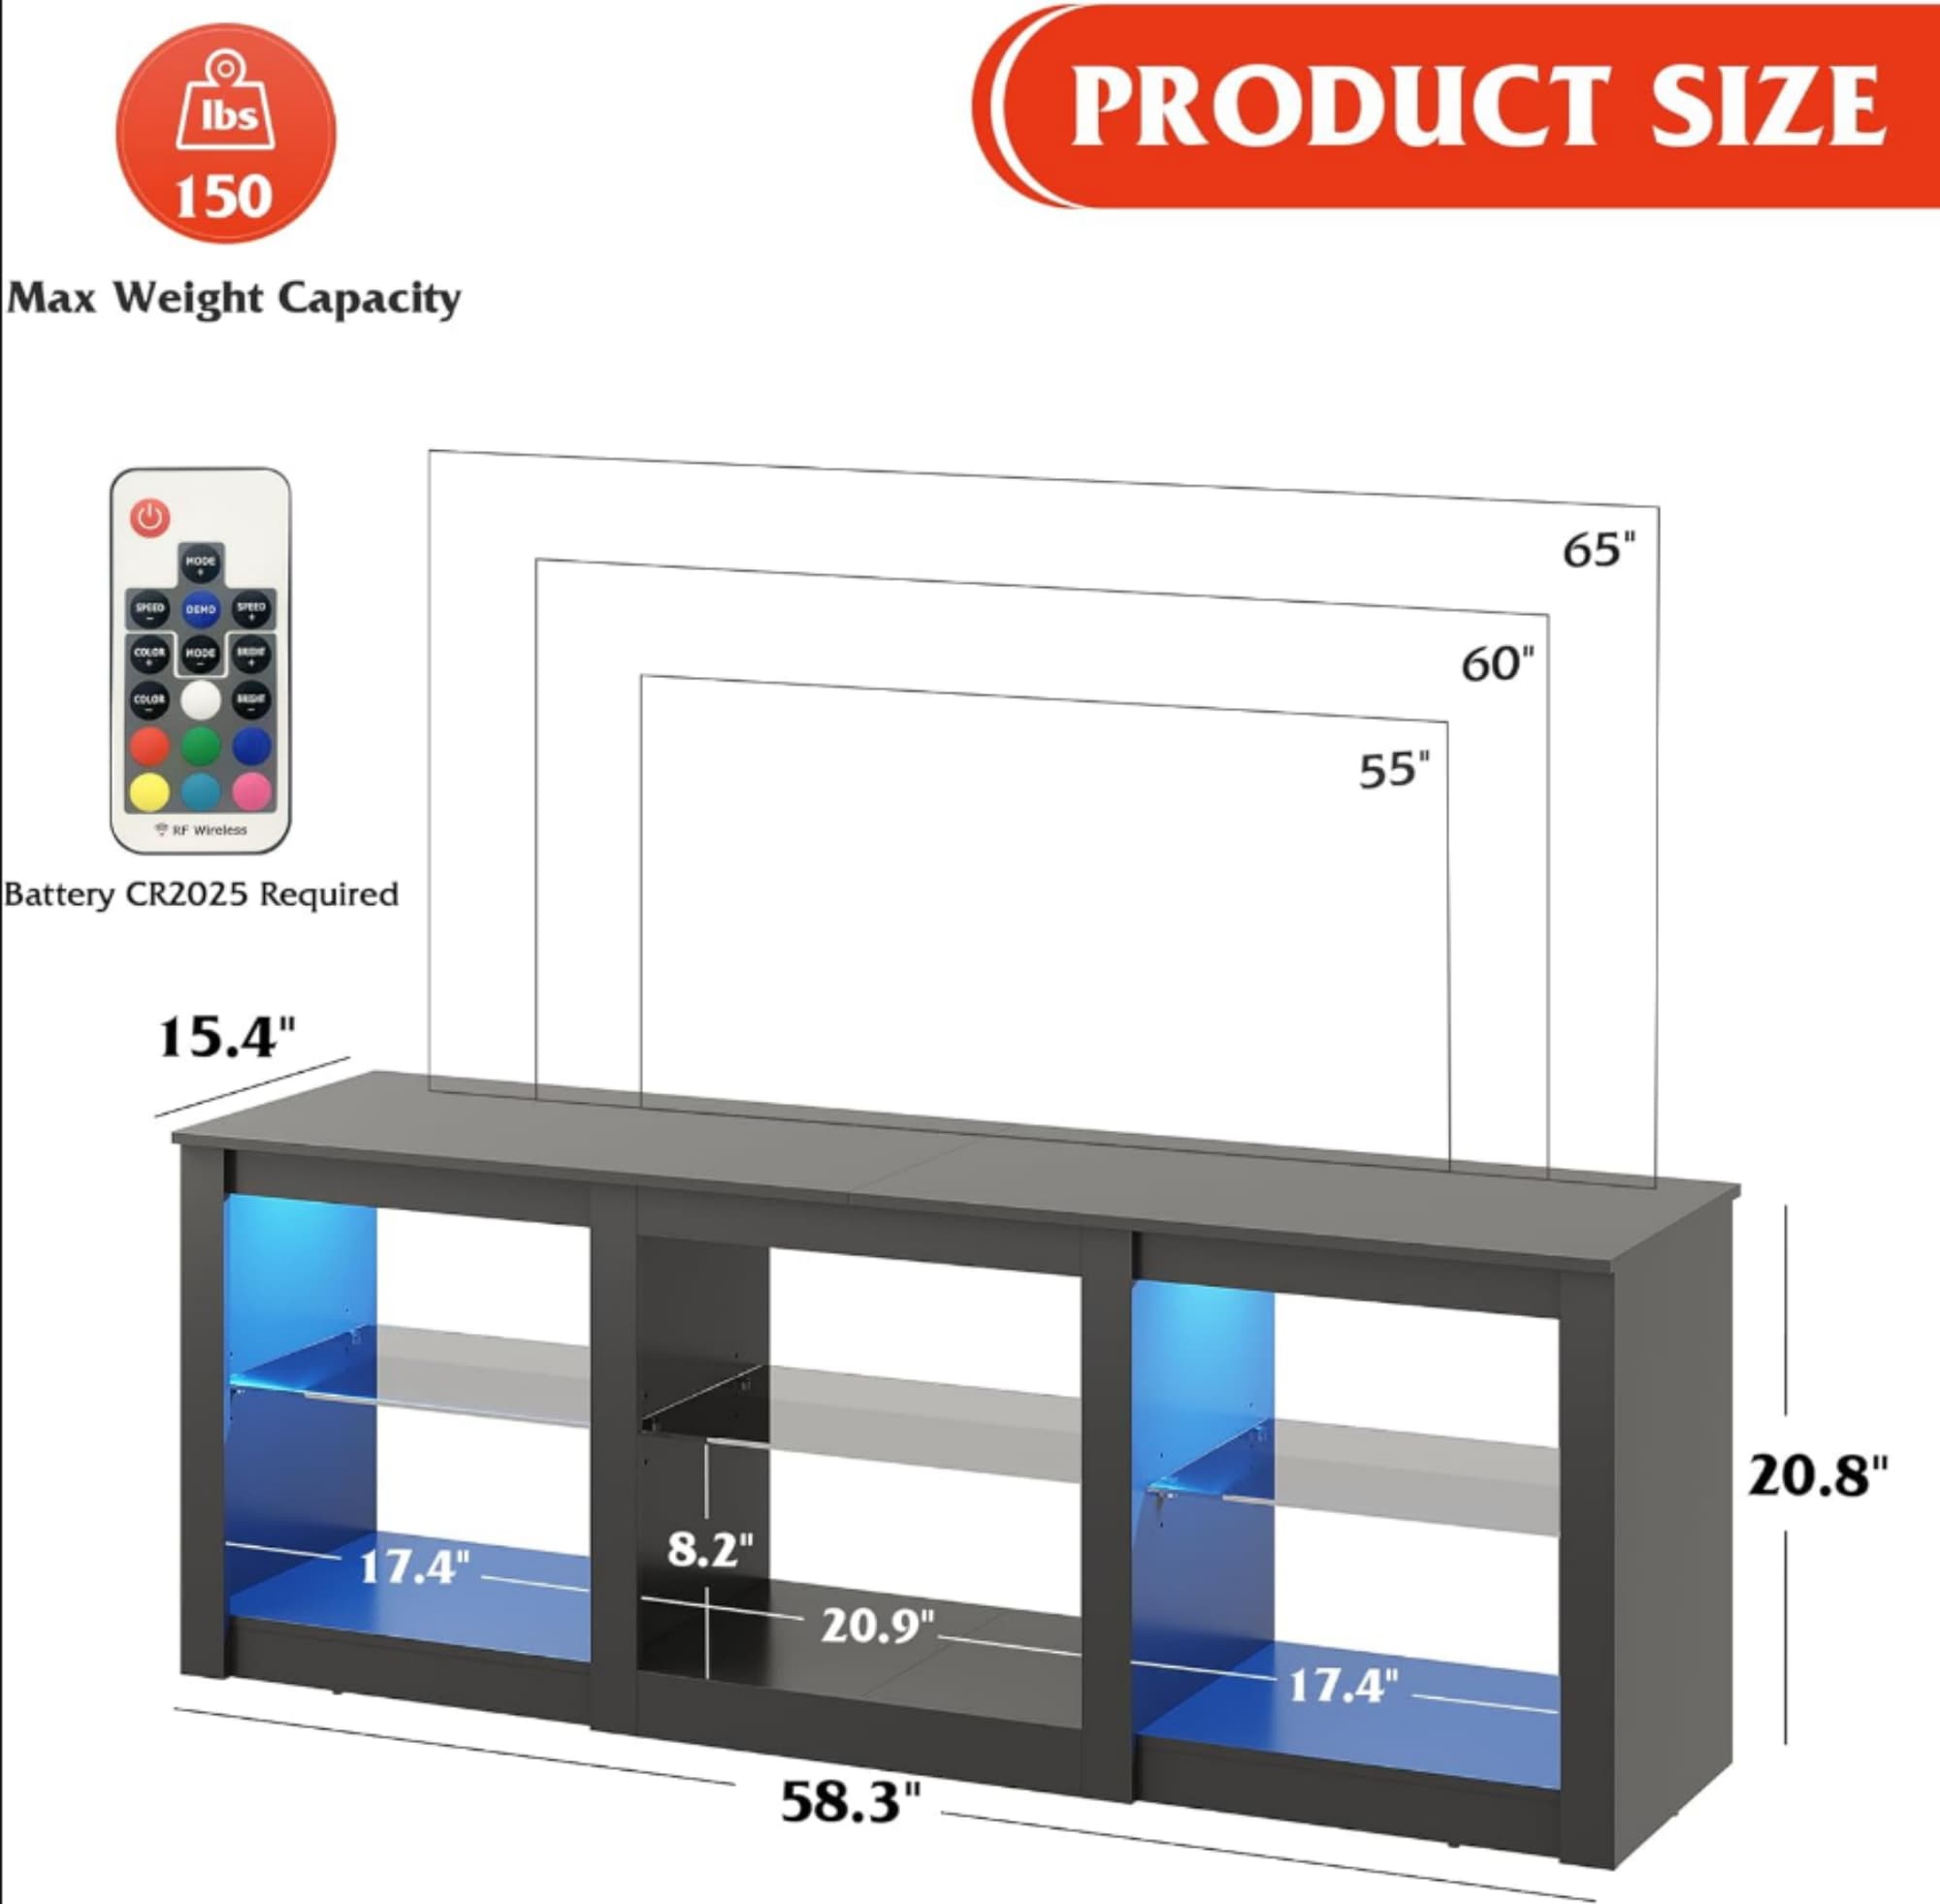 lbs
150
PRODUCT SIZE
Max Weight Capacity
MODE
+
SPEED
-
DEMO
SPEED
+
COLOR
+
MODE
-
BRIGHT
+
COLOR
-
BRIGHT
-
RF Wireless
Battery CR2025 Required
65"
60"
55"
15.4"
20.8"
8.2"
17.4"
20.9"
17.4"
58.3"